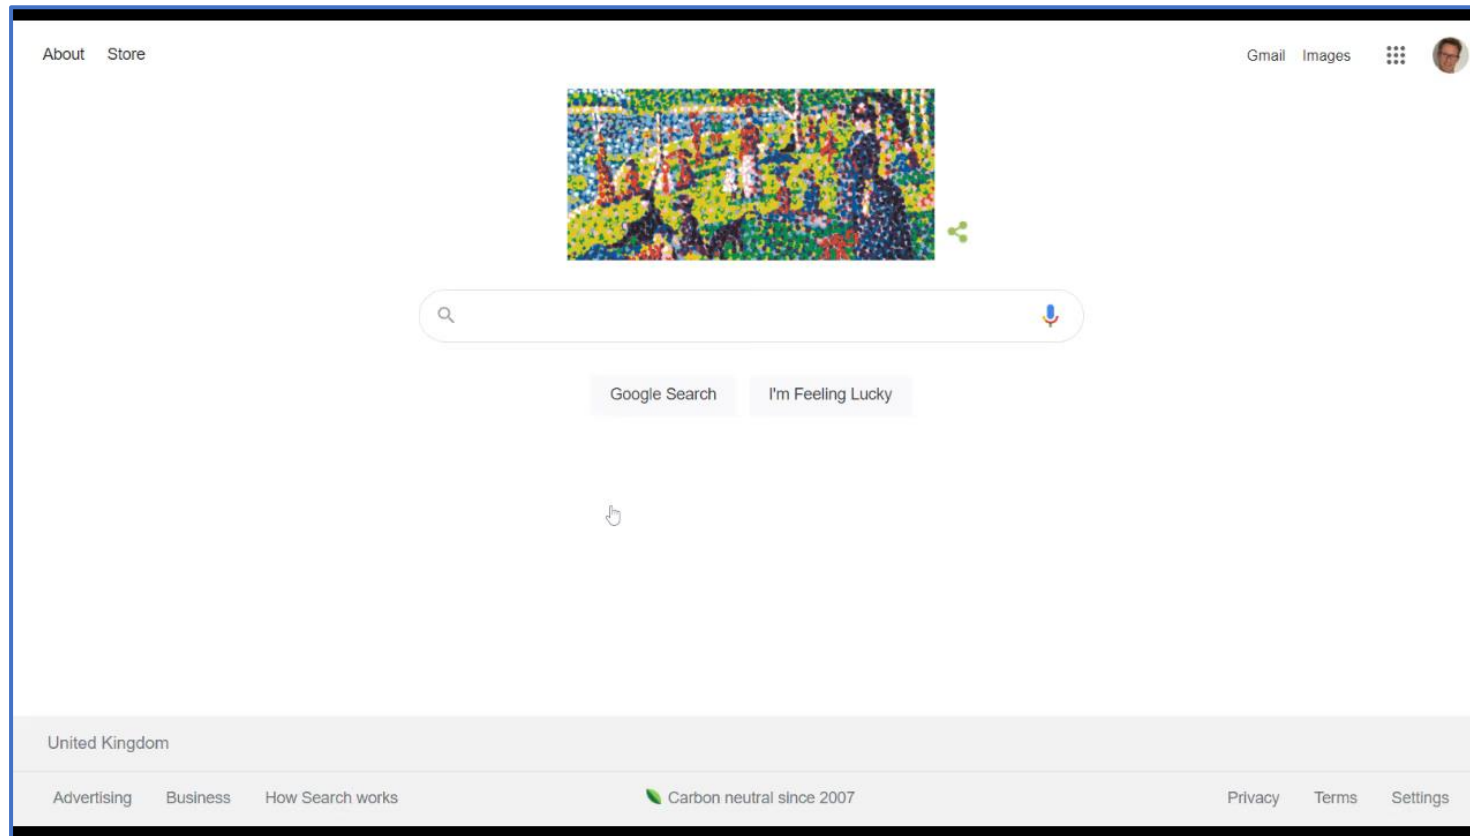 About Store Gmail Images
Google Search I'm Feeling Lucky
United Kingdom
Advertising Business How Search works Carbon neutral since 2007 Privacy Terms Settings